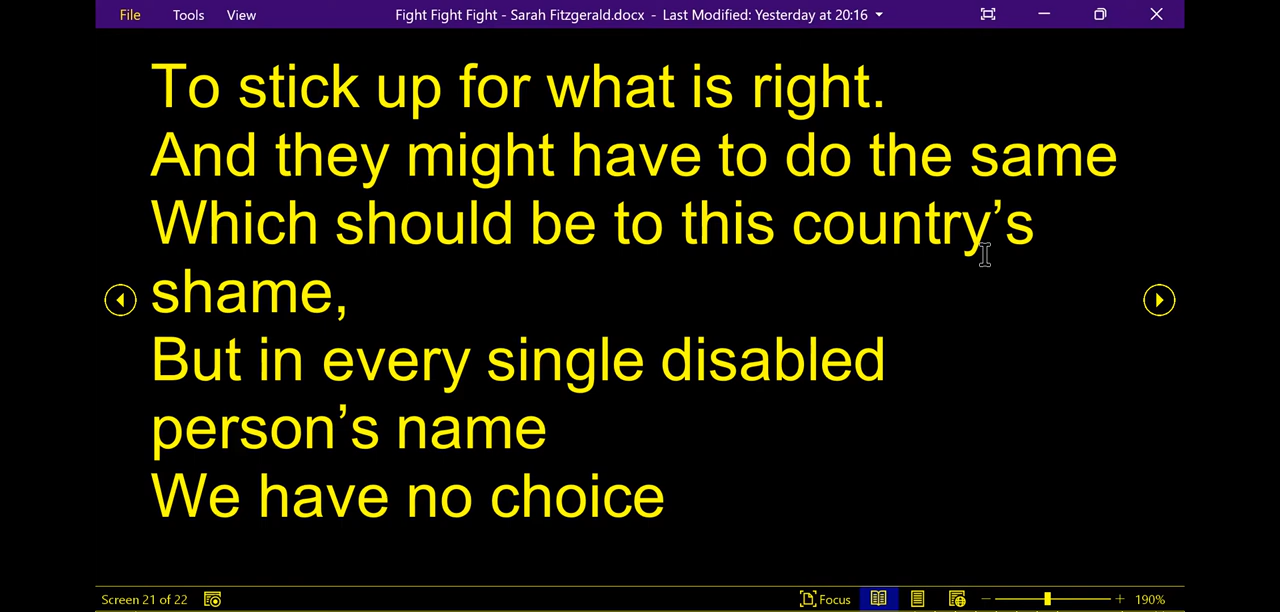 File Tools View Fight Fight Fight - Sarah Fitzgerald.docx - Last Modified: Yesterday at 20:16
To stick up for what is right.
And they might have to do the same
Which should be to this country’s
shame,
But in every single disabled
person’s name
We have no choice
Screen 21 of 22 Focus 190%